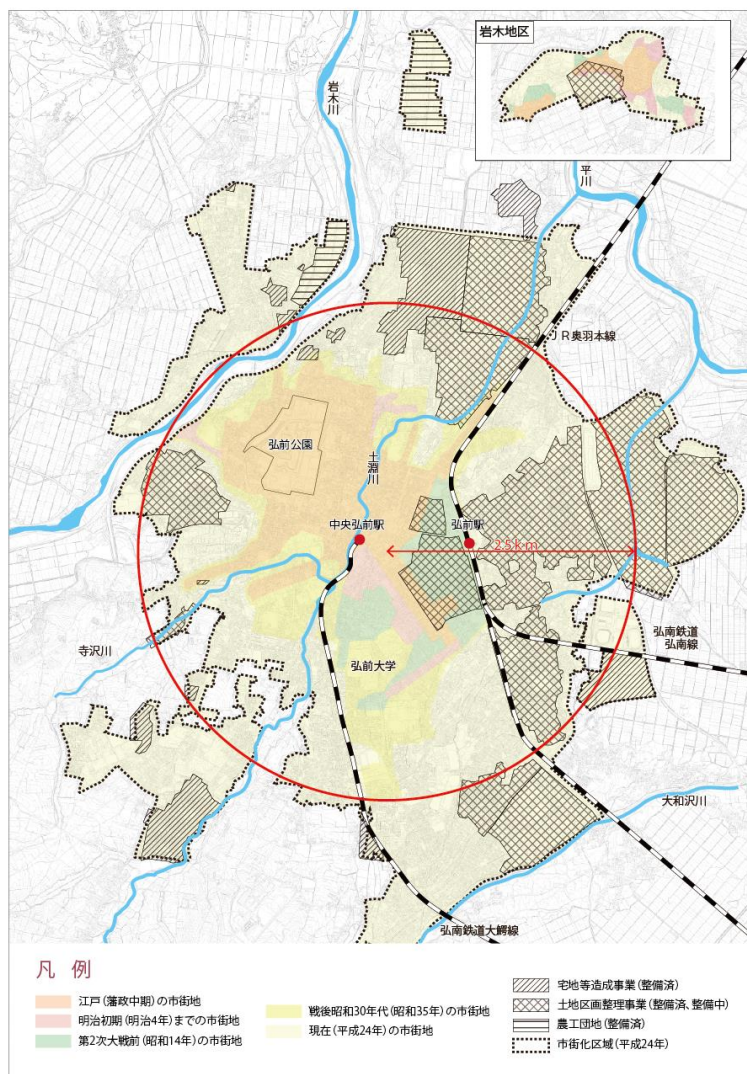 岩木地区
岩木川
平川
ＪＲ奥羽本線
弘前公園
土淵川
中央弘前駅
弘前駅
2.5km
弘南鉄道
弘南線
寺沢川
弘前大学
大和沢川
弘南鉄道大鰐線
凡例
江戸（藩政中期）の市街地
明治初期（明治4年）までの市街地
第2次大戦前（昭和14年）の市街地
戦後昭和30年代（昭和35年）の市街地
現在（平成24年）の市街地
宅地等造成事業（整備済）
土地区画整理事業（整備済、整備中）
農工団地（整備済）
市街化区域（平成24年）